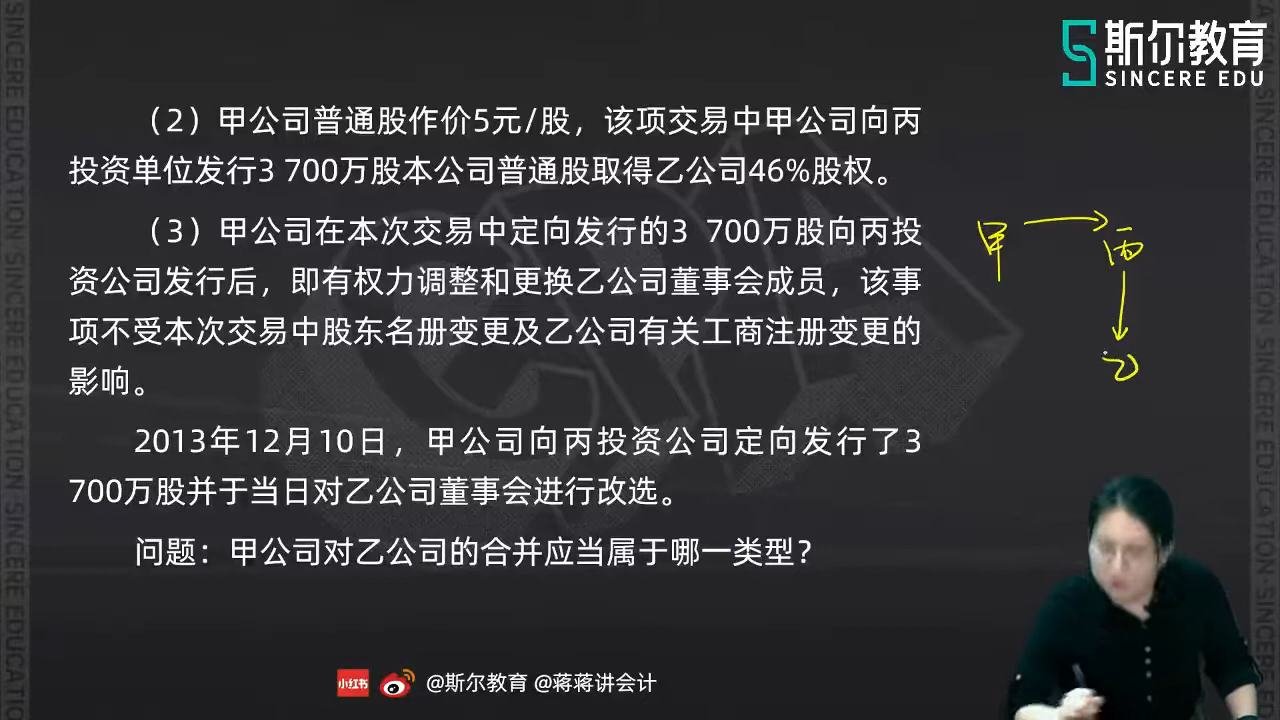 斯尔教育
SINCERE EDU
（2）甲公司普通股作价5元/股，该项交易中甲公司向丙
投资单位发行3 700万股本公司普通股取得乙公司46%股权。
（3）甲公司在本次交易中定向发行的3 700万股向丙投
资公司发行后，即有权力调整和更换乙公司董事会成员，该事
项不受本次交易中股东名册变更及乙公司有关工商注册变更的
影响。
2013年12月10日，甲公司向丙投资公司定向发行了3
700万股并于当日对乙公司董事会进行改选。
问题：甲公司对乙公司的合并应当属于哪一类型？
甲
丙
乙
小红书 @斯尔教育 @蒋蒋讲会计